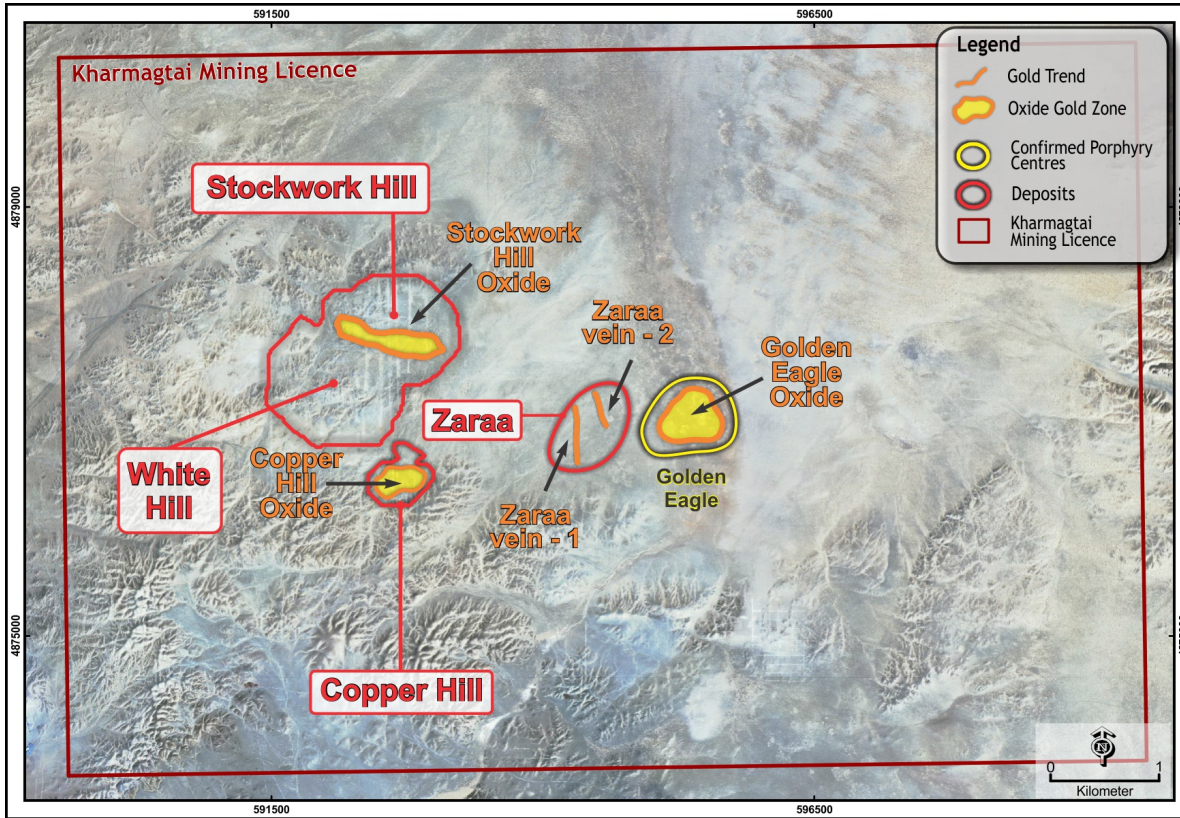 591500
596500
Kharmagtai Mining Licence
Legend
Gold Trend
Oxide Gold Zone
Confirmed Porphyry
Centres
Deposits
Kharmagtai
Mining Licence
4879000
Stockwork Hill
Stockwork
Hill
Oxide
Zaraa
vein - 2
Golden
Eagle
Oxide
Zaraa
White
Hill
Copper
Hill
Oxide
Golden
Eagle
Zaraa
vein - 1
4875000
Copper Hill
N
0
1
Kilometer
591500
596500